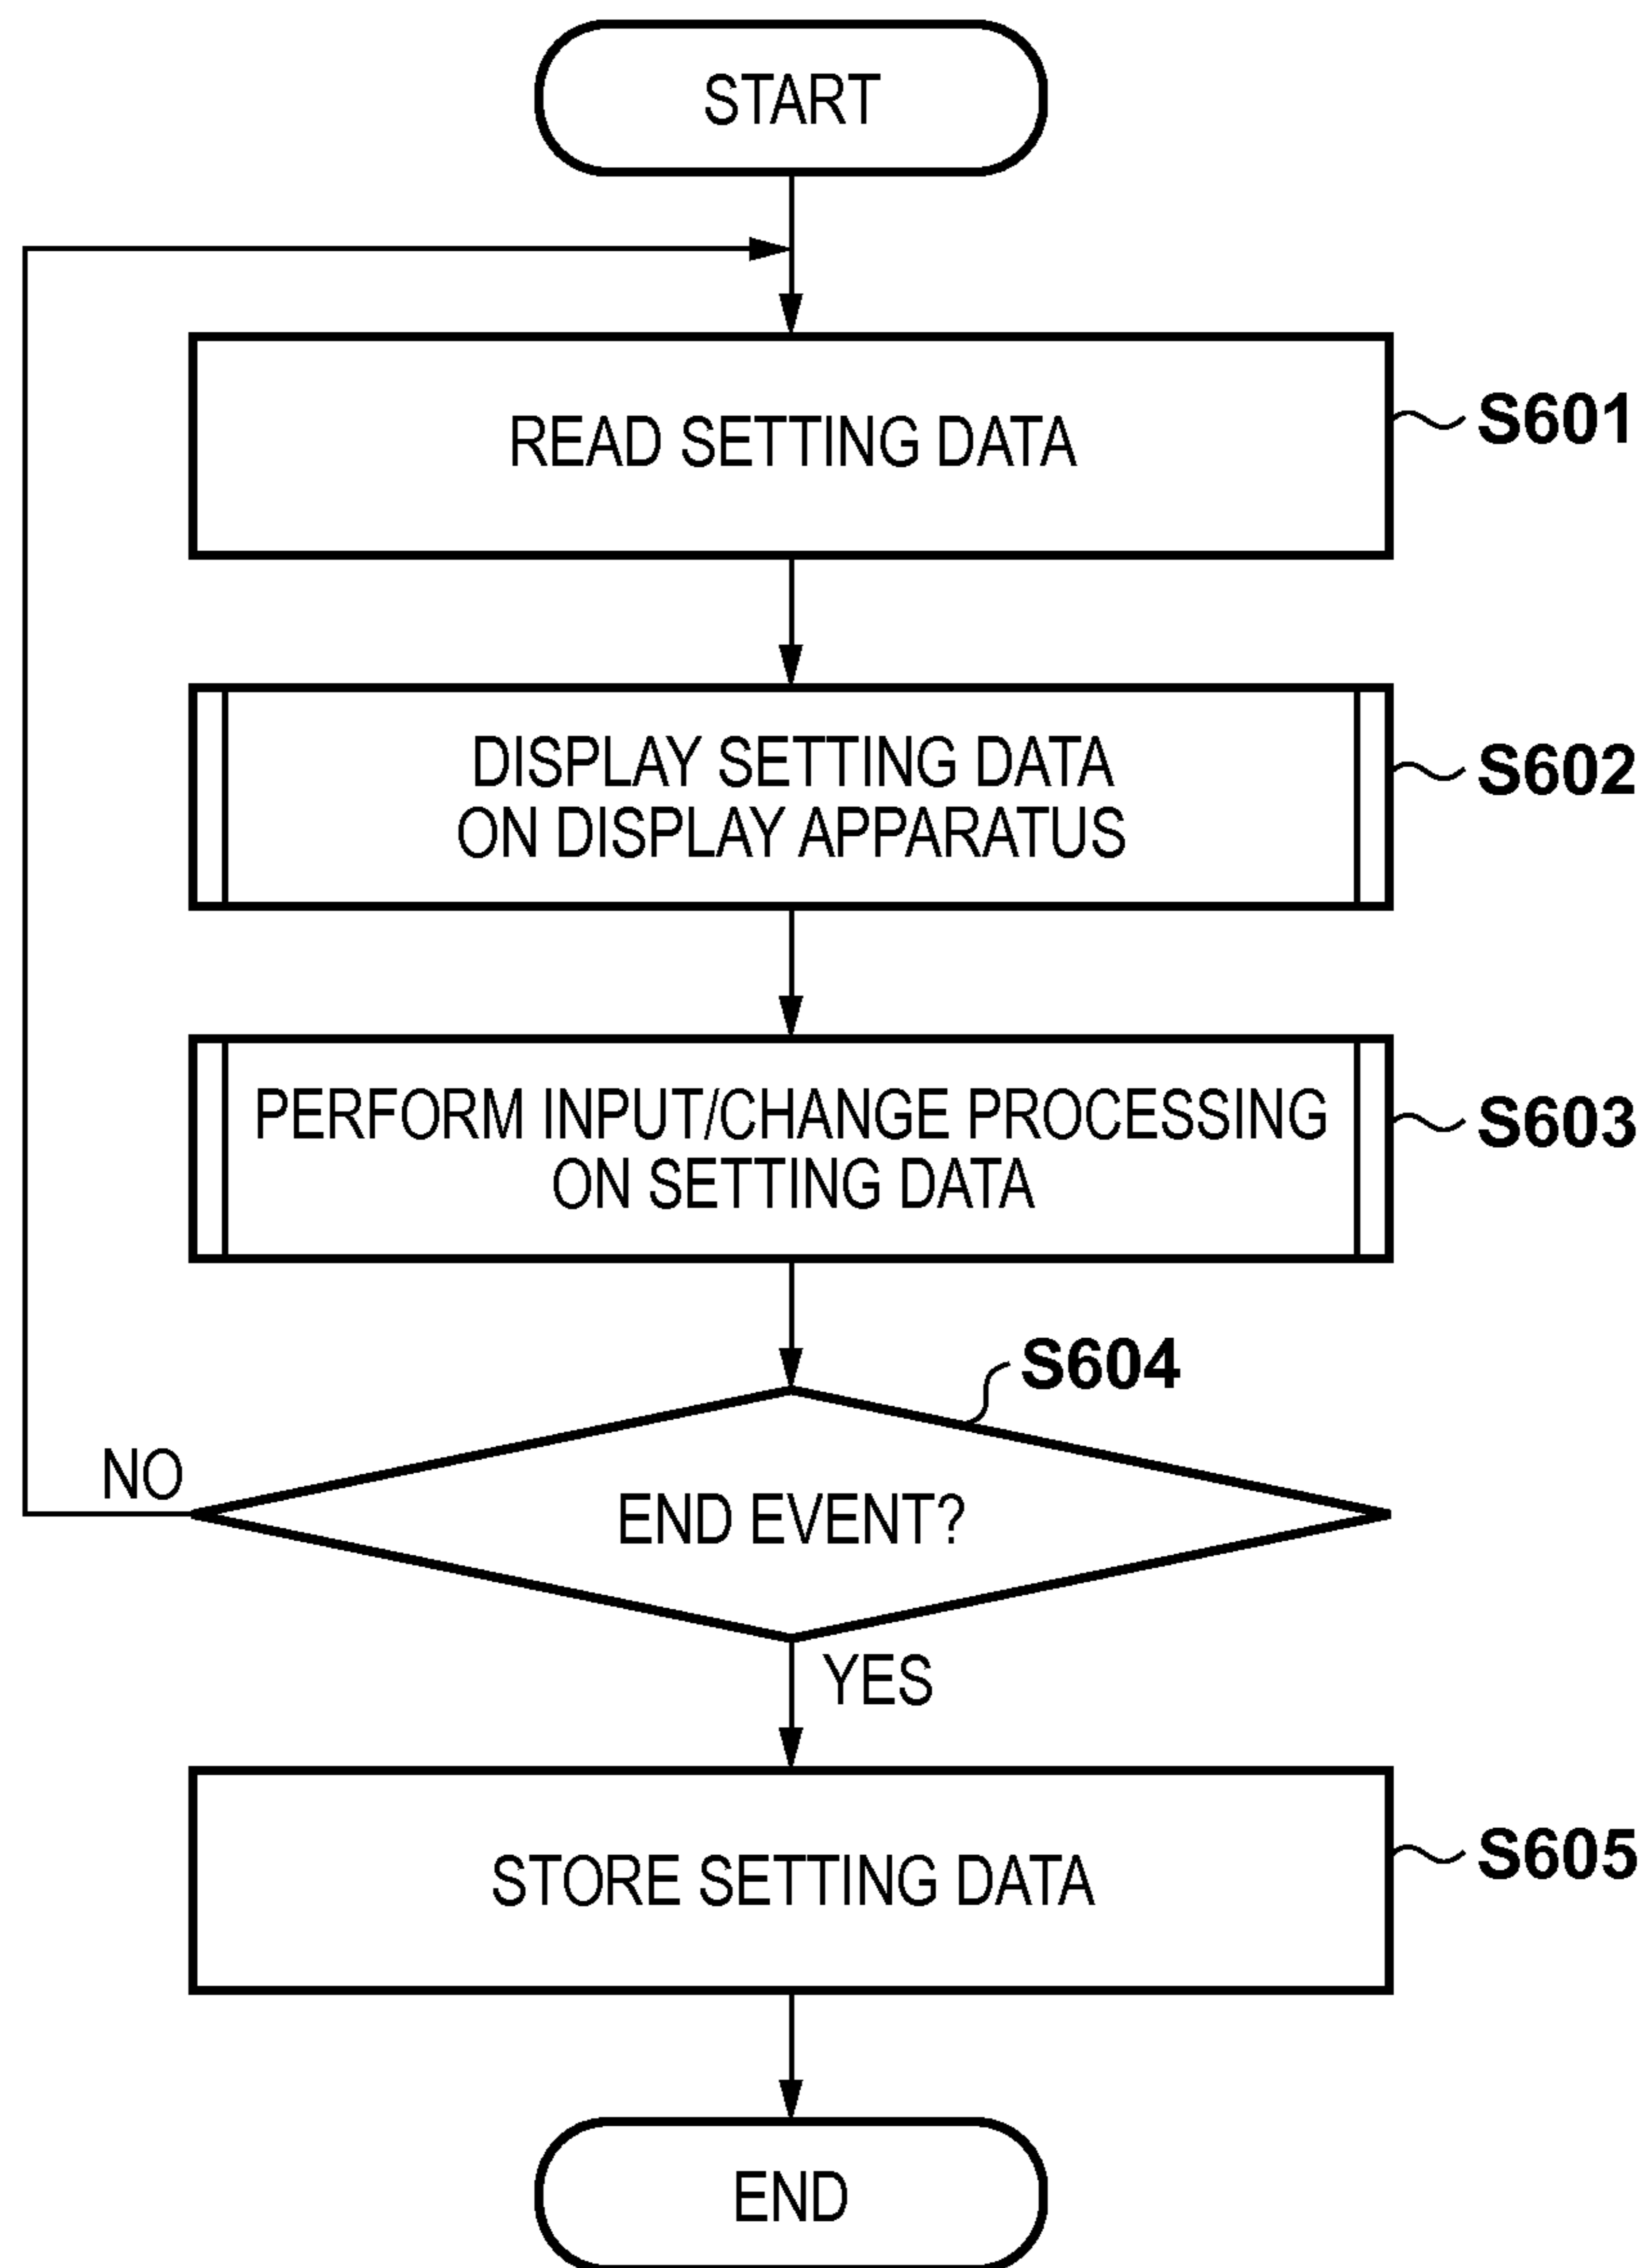 START
READ SETTING DATA
S601
DISPLAY SETTING DATA
ON DISPLAY APPARATUS
S602
PERFORM INPUT/CHANGE PROCESSING
ON SETTING DATA
S603
S604
END EVENT?
NO
YES
STORE SETTING DATA
S605
END